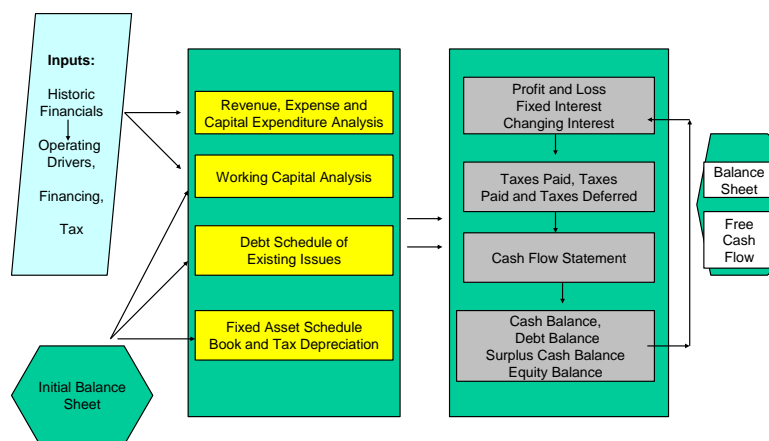 Inputs:
Historic
Financials
Operating
Drivers,
Financing,
Tax
Initial Balance
Sheet
Revenue, Expense and
Capital Expenditure Analysis
Working Capital Analysis
Debt Schedule of
Existing Issues
Fixed Asset Schedule
Book and Tax Depreciation
Profit and Loss
Fixed Interest
Changing Interest
Taxes Paid, Taxes
Paid and Taxes Deferred
Cash Flow Statement
Cash Balance,
Debt Balance
Surplus Cash Balance
Equity Balance
Balance
Sheet
Free
Cash
Flow